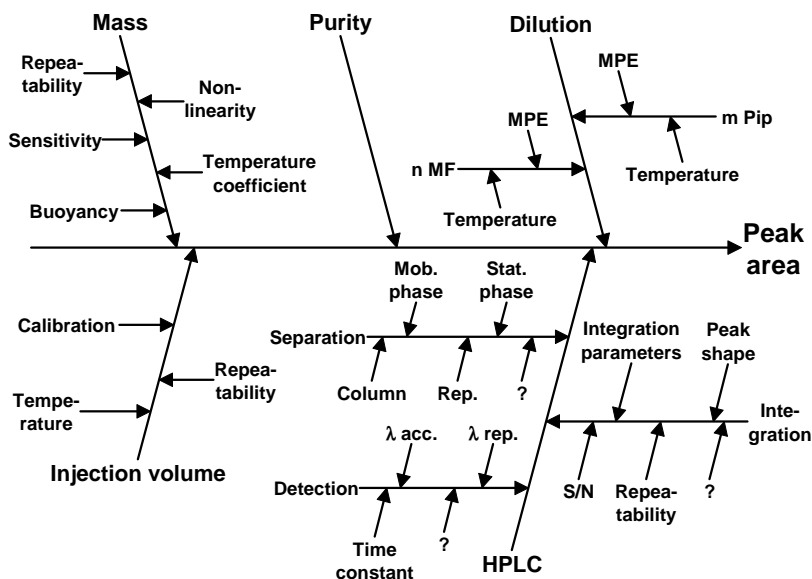 Mass
Purity
Dilution
Repea-
tability
Non-
linearity
Sensitivity
Temperature
coefficient
Buoyancy
MPE
m Pip
Temperature
MPE
n MF
Temperature
Peak
area
Calibration
Repea-
tability
Tempe-
rature
Injection volume
Mob.
phase
Stat.
phase
Separation
Column
Rep.
?
Integration
parameters
Peak
shape
Inte-
gration
S/N
Repea-
tability
?
λ acc.
λ rep.
Detection
Time
constant
?
HPLC